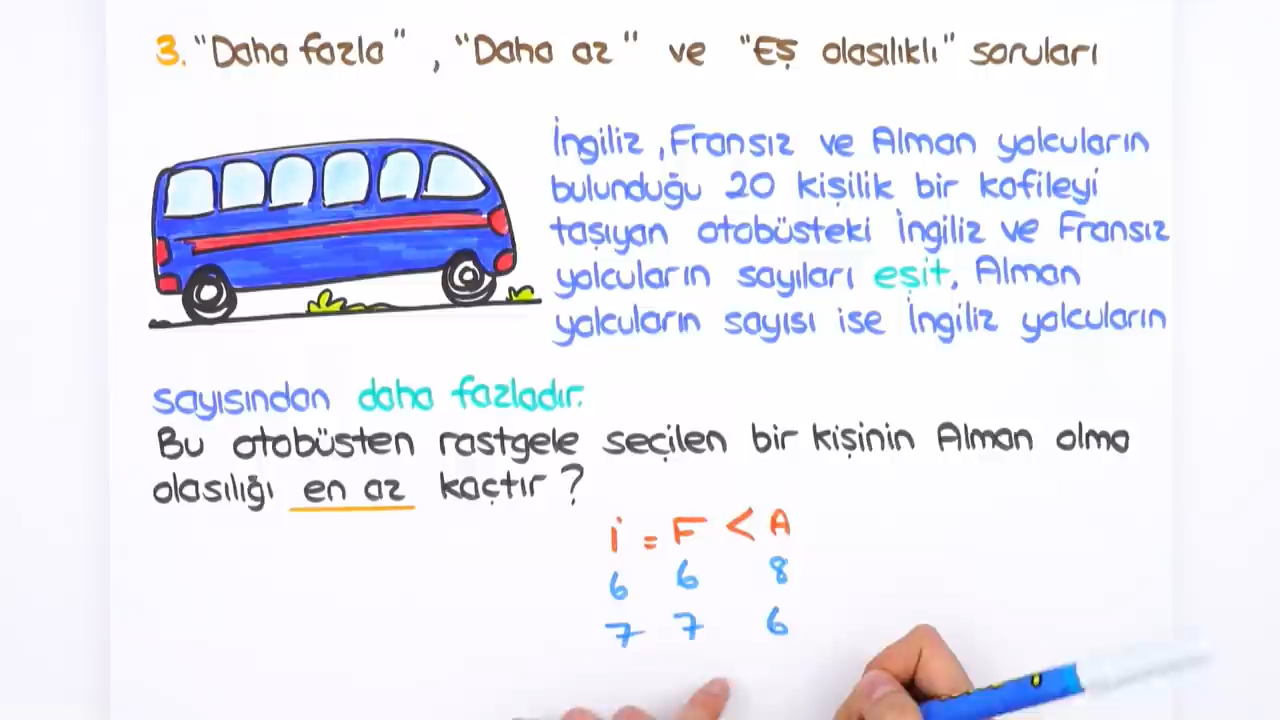 3. "Daha fazla", "Daha az" ve "Eş olasılıklı" soruları
İngiliz, Fransız ve Alman yolcuların
bulunduğu 20 kişilik bir kafileyi
taşıyan otobüsteki İngiliz ve Fransız
yolcuların sayıları eşit, Alman
yolcuların sayısı ise İngiliz yolcuların
sayısından daha fazladır.
Bu otobüsten rastgele seçilen bir kişinin Alman olma
olasılığı en az kaçtır?
İ = F < A
6 6 8
7 7 6